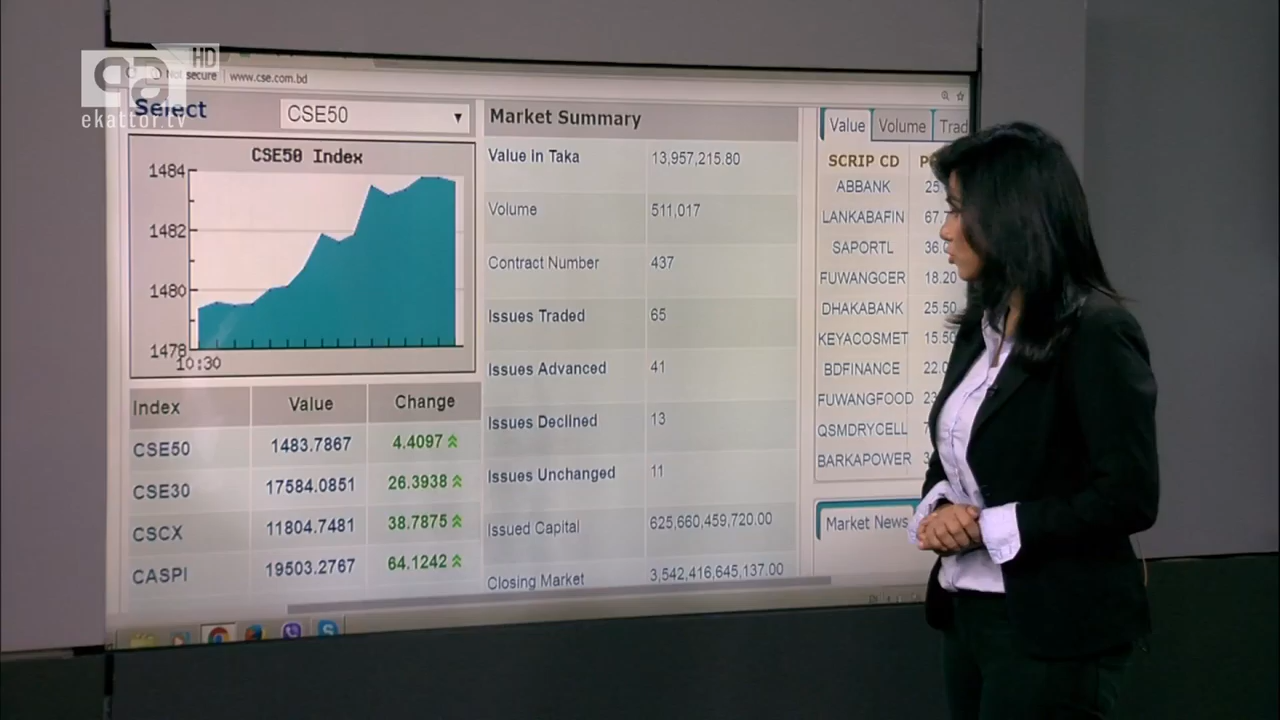 HD
Not secure
www.cse.com.bd
ekattor.tv
Select
CSE50
CSE50 Index
1484
1482
1480
1478
10:30
Index Value Change
CSE50 1483.7867 4.4097
CSE30 17584.0851 26.3938
CSCX 11804.7481 38.7875
CASPI 19503.2767 64.1242
Market Summary
Value In Taka 13,957,215.80
Volume 511,017
Contract Number 437
Issues Traded 65
Issues Advanced 41
Issues Declined 13
Issues Unchanged 11
Issued Capital 625,660,459,720.00
Closing Market 3,542,416,645,137.00
Value Volume Trad
SCRIP CD
ABBANK 25
LANKABAFIN 67.
SAPORTL 36.
FUWANGCER 18.20
DHAKABANK 25.50
KEYACOSMET 15.50
BDFINANCE 22.
FUWANGFOOD
QSMDRYCELL
BARKAPOWER
Market News